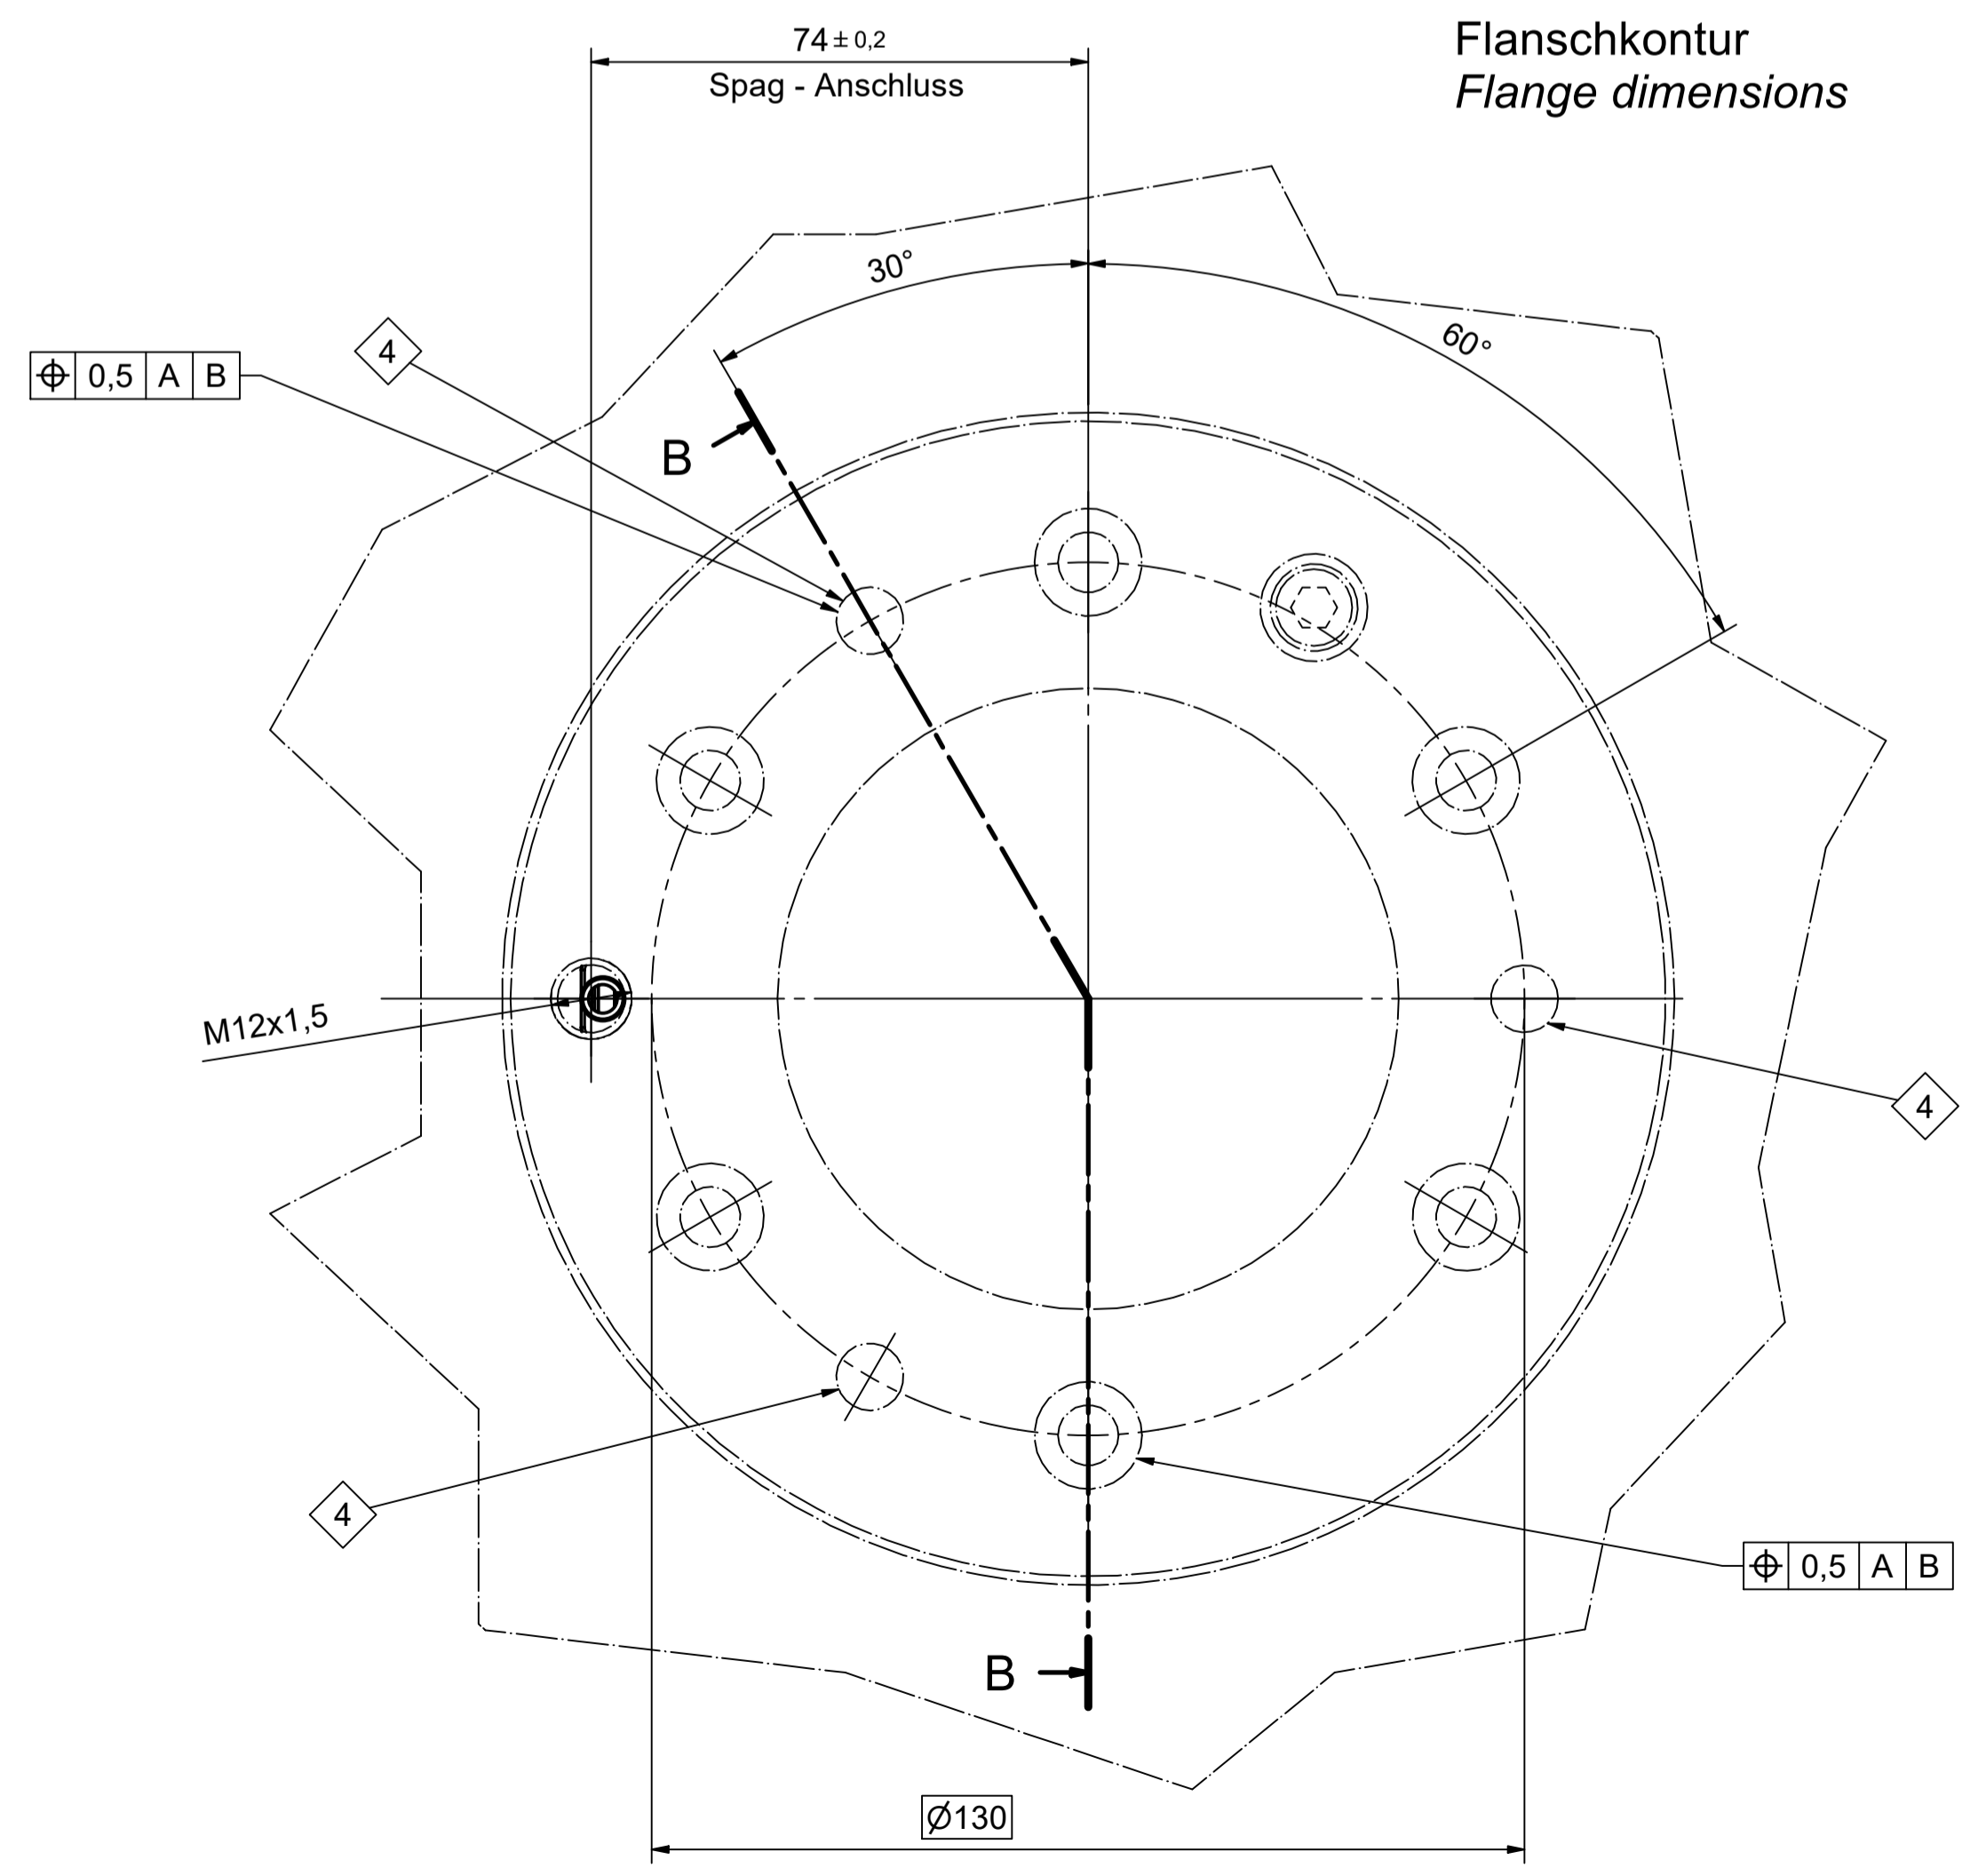 Flanschkontur
Flange dimensions
74 ± 0,2
Spag - Anschluss
30°
60°
4
⌖ 0,5 A B
B
M12x1,5
4
4
⌖ 0,5 A B
B
Ø130